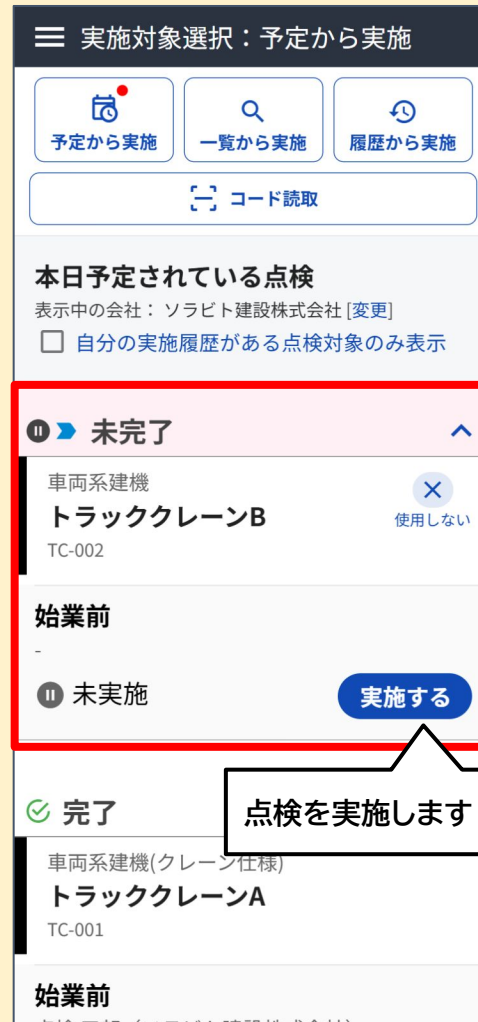 実施対象選択：予定から実施
予定から実施
一覧から実施
履歴から実施
コード読取
本日予定されている点検
表示中の会社： ソラビト建設株式会社 [変更]
自分の実施履歴がある点検対象のみ表示
未完了
車両系建機
トラッククレーンB
使用しない
TC-002
始業前
-
未実施
実施する
点検を実施します
完了
車両系建機(クレーン仕様)
トラッククレーンA
TC-001
始業前